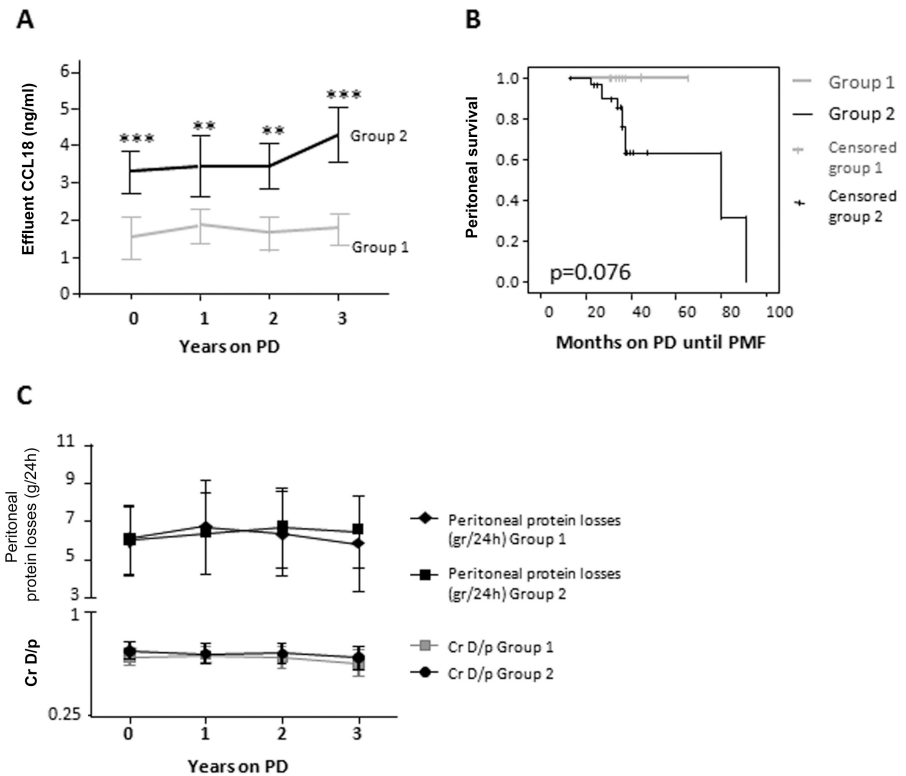 A
Effluent CCL18 (ng/ml)
6
5
4
3
2
1
0
***
**
**
***
Group 2
Group 1
0 1 2 3
Years on PD
B
Peritoneal survival
1.0
0.8
0.6
0.4
0.2
0.0
p=0.076
0 20 40 60 80 100
Months on PD until PMF
Group 1
Group 2
Censored
group 1
Censored
group 2
C
Peritoneal
protein losses (g/24h)
11
9
7
5
3
Cr D/p
1
0.25
0 1 2 3
Years on PD
Peritoneal protein losses
(gr/24h) Group 1
Peritoneal protein losses
(gr/24h) Group 2
Cr D/p Group 1
Cr D/p Group 2